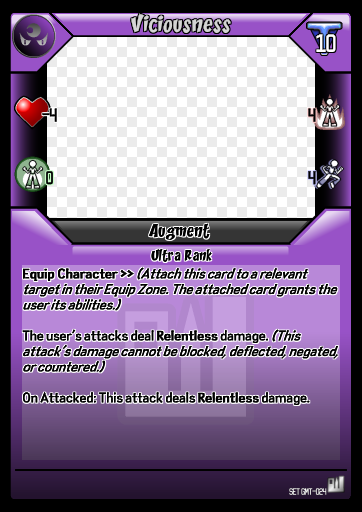 Viciousness
10
-4
4
0
4
Augment
Ultra Rank
Equip Character >> (Attach this card to a relevant
target in their Equip Zone. The attached card grants the
user its abilities.)
The user's attacks deal Relentless damage. (This
attack's damage cannot be blocked, deflected, negated,
or countered.)
On Attacked: This attack deals Relentless damage.
SET GMT-024